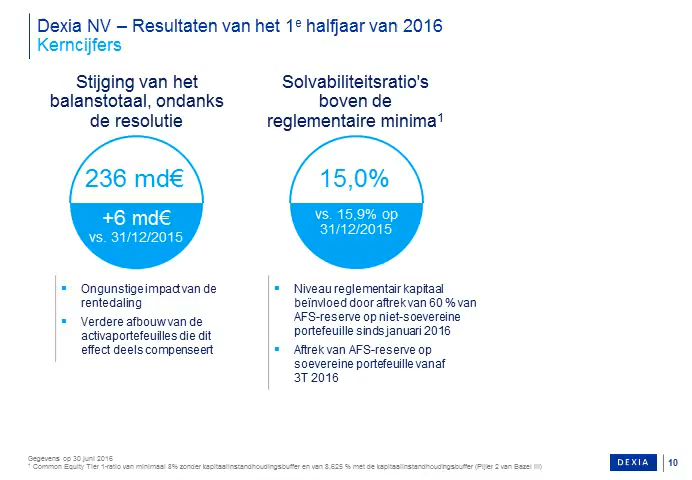 Dexia NV – Resultaten van het 1e halfjaar van 2016
Kerncijfers
Stijging van het
balanstotaal, ondanks
de resolutie
236 md€
+6 md€
vs. 31/12/2015
Ongunstige impact van de
rentedaling
Verdere afbouw van de
activaportefeuilles die dit
effect deels compenseert
Solvabiliteitsratio's
boven de
reglementaire minima1
15,0%
vs. 15,9% op
31/12/2015
Niveau reglementair kapitaal
beïnvloed door aftrek van 60 % van
AFS-reserve op niet-soevereine
portefeuille sinds januari 2016
Aftrek van AFS-reserve op
soevereine portefeuille vanaf
3T 2016
Gegevens op 30 juni 2016
1 Common Equity Tier 1-ratio van minimaal 8% zonder kapitaalinstandhoudingsbuffer en van 8,625 % met de kapitaalinstandhoudingsbuffer (Pijler 2 van Bazel III)
DEXIA
10